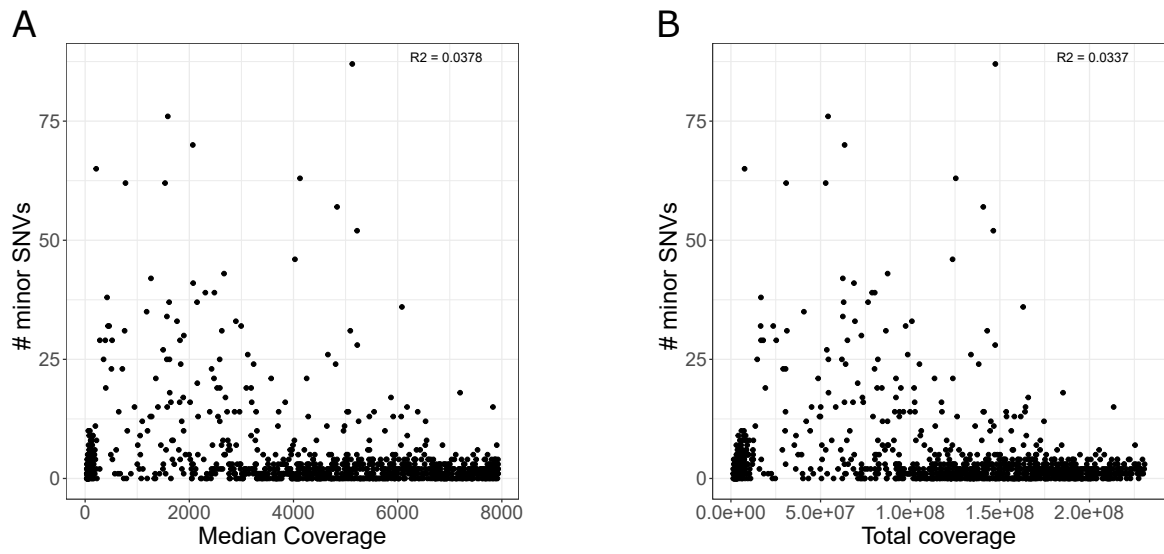 A
R2 = 0.0378
# minor SNVs
75
50
25
0
0 2000 4000 6000 8000
Median Coverage
B
R2 = 0.0337
# minor SNVs
75
50
25
0
0.0e+00 5.0e+07 1.0e+08 1.5e+08 2.0e+08
Total coverage